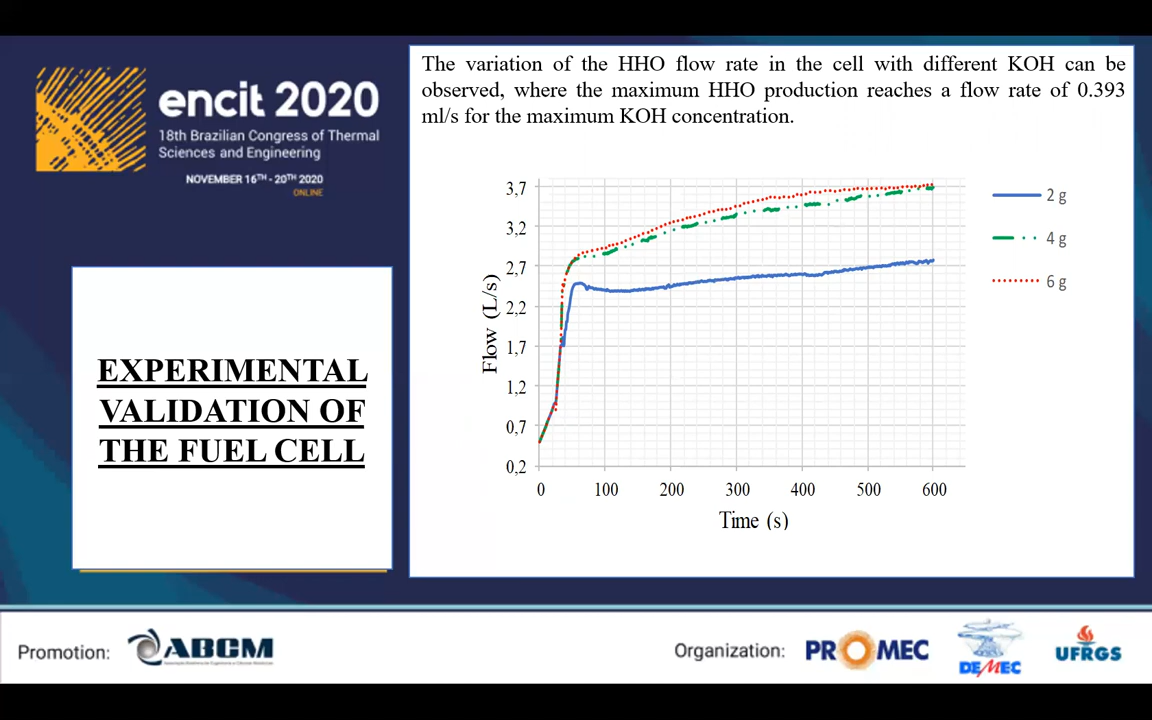 encit 2020
18th Brazilian Congress of Thermal
Sciences and Engineering
NOVEMBER 16TH - 20TH 2020
ONLINE
EXPERIMENTAL
VALIDATION OF
THE FUEL CELL
The variation of the HHO flow rate in the cell with different KOH can be
observed, where the maximum HHO production reaches a flow rate of 0.393
ml/s for the maximum KOH concentration.
Flow (L/s)
3,7
3,2
2,7
2,2
1,7
1,2
0,7
0,2
0 100 200 300 400 500 600
Time (s)
2 g
4 g
6 g
Promotion:
ABCM
Organization:
PROMEC
DEMEC
UFRGS